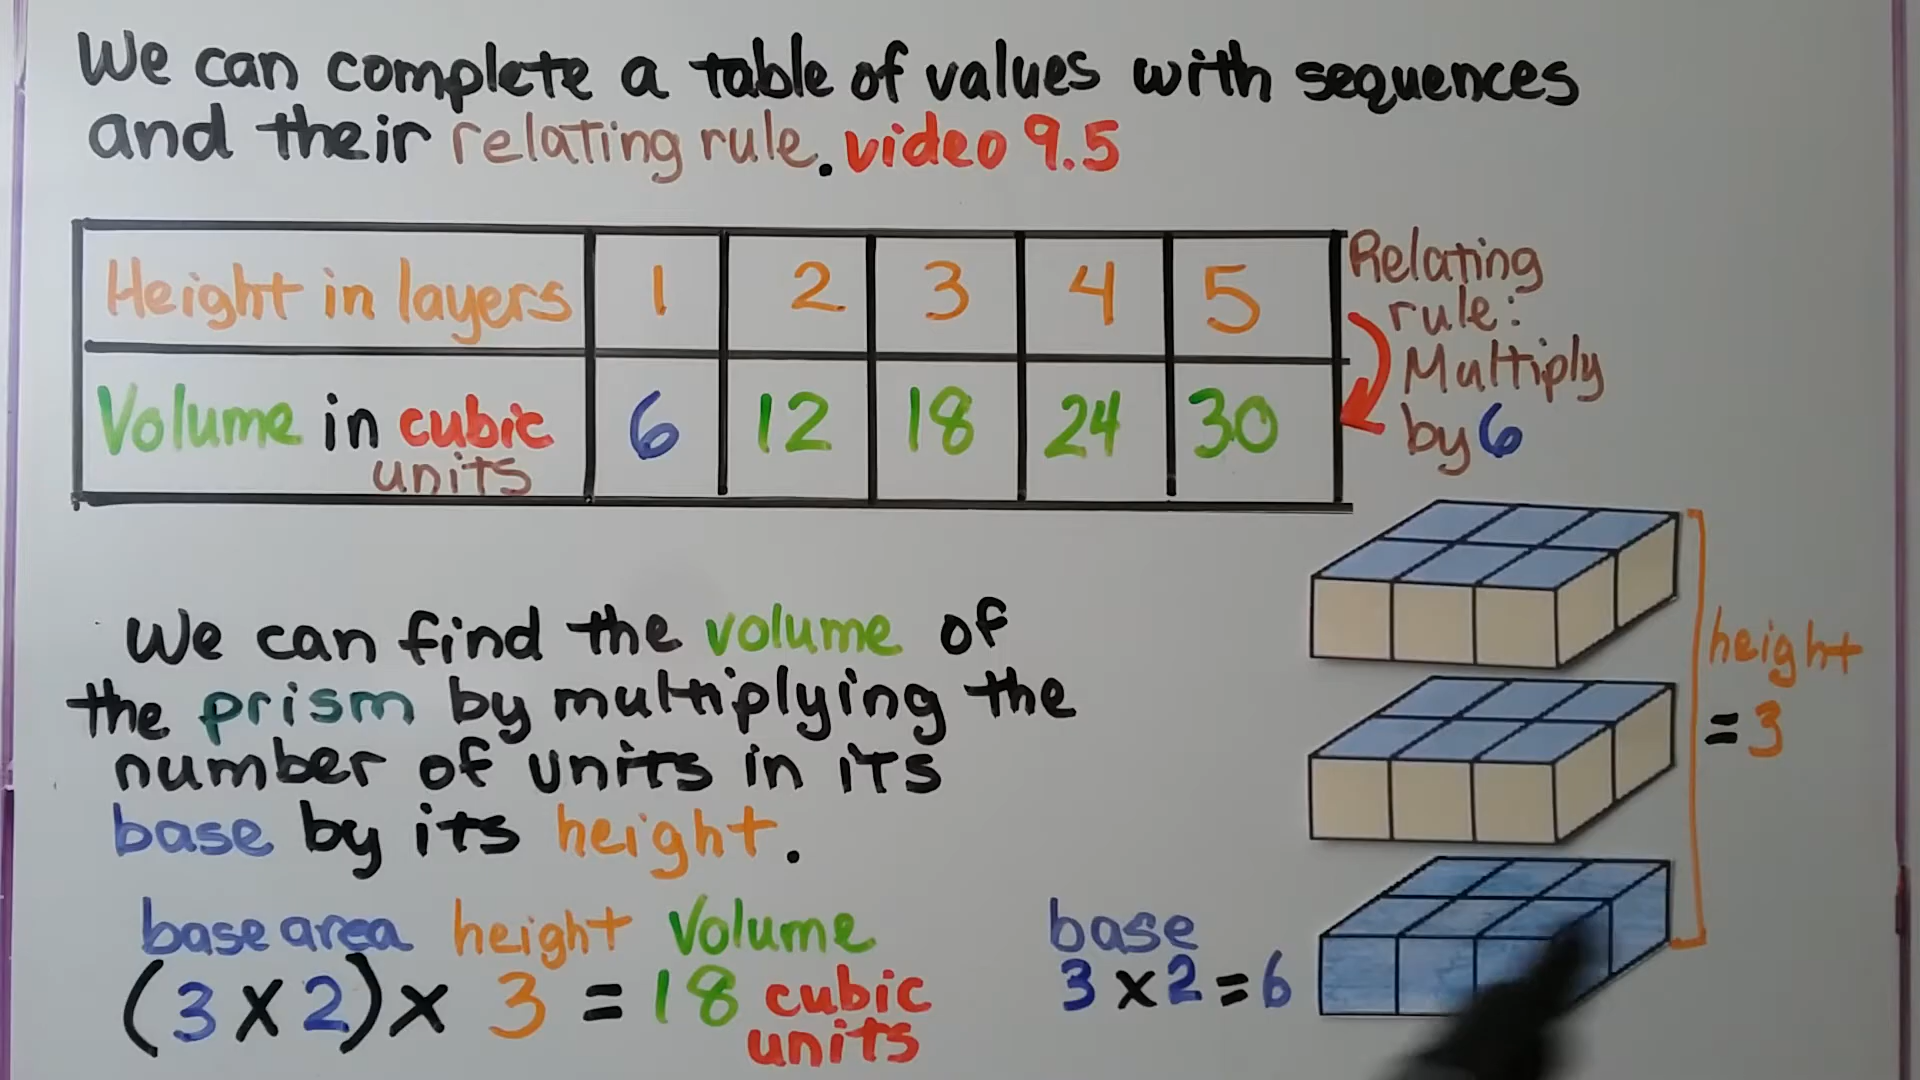 We can complete a table of values with sequences
and their relating rule. video 9.5
Height in layers 1 2 3 4 5
Volume in cubic units 6 12 18 24 30
Relating
rule:
Multiply
by 6
We can find the volume of
the prism by multiplying the
number of units in its
base by its height.
base area height Volume
(3 x 2) x 3 = 18 cubic
units
base
3 x 2 = 6
height
= 3